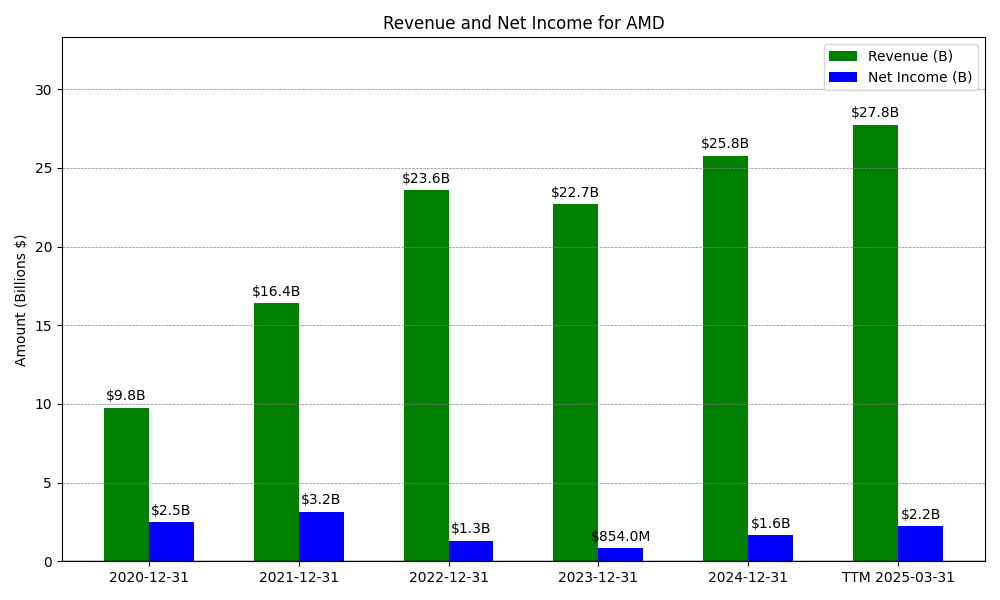 Revenue and Net Income for AMD
Revenue (B)
Net Income (B)
Amount (Billions $)
30
25
20
15
10
5
0
$9.8B
$2.5B
$16.4B
$3.2B
$23.6B
$1.3B
$22.7B
$854.0M
$25.8B
$1.6B
$27.8B
$2.2B
2020-12-31
2021-12-31
2022-12-31
2023-12-31
2024-12-31
TTM 2025-03-31